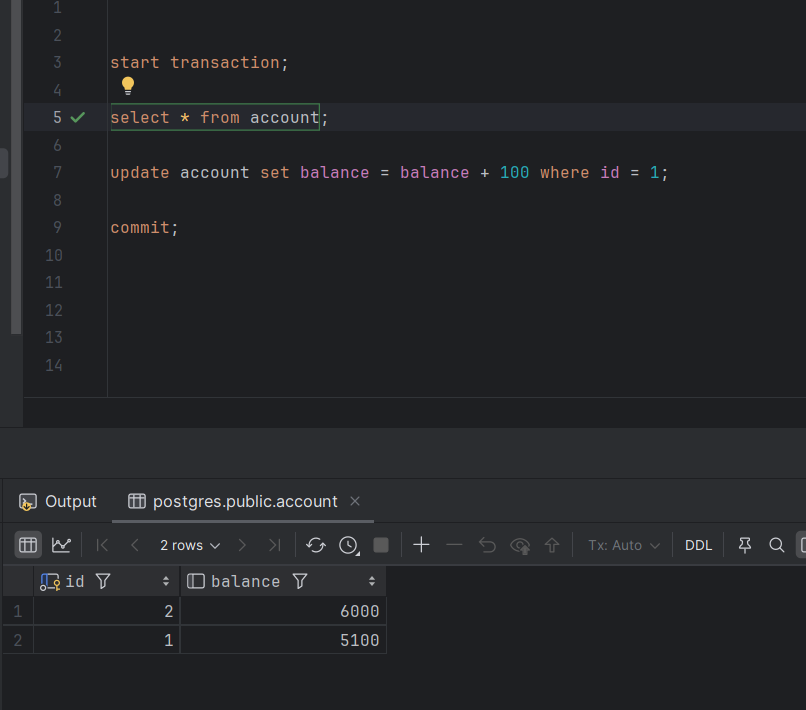 1
2
3 start transaction;
4
5 select * from account;
6
7 update account set balance = balance + 100 where id = 1;
8
9 commit;
10
11
12
13
14
Output postgres.public.account
2 rows Tx: Auto DDL
id balance
1 2 6000
2 1 5100